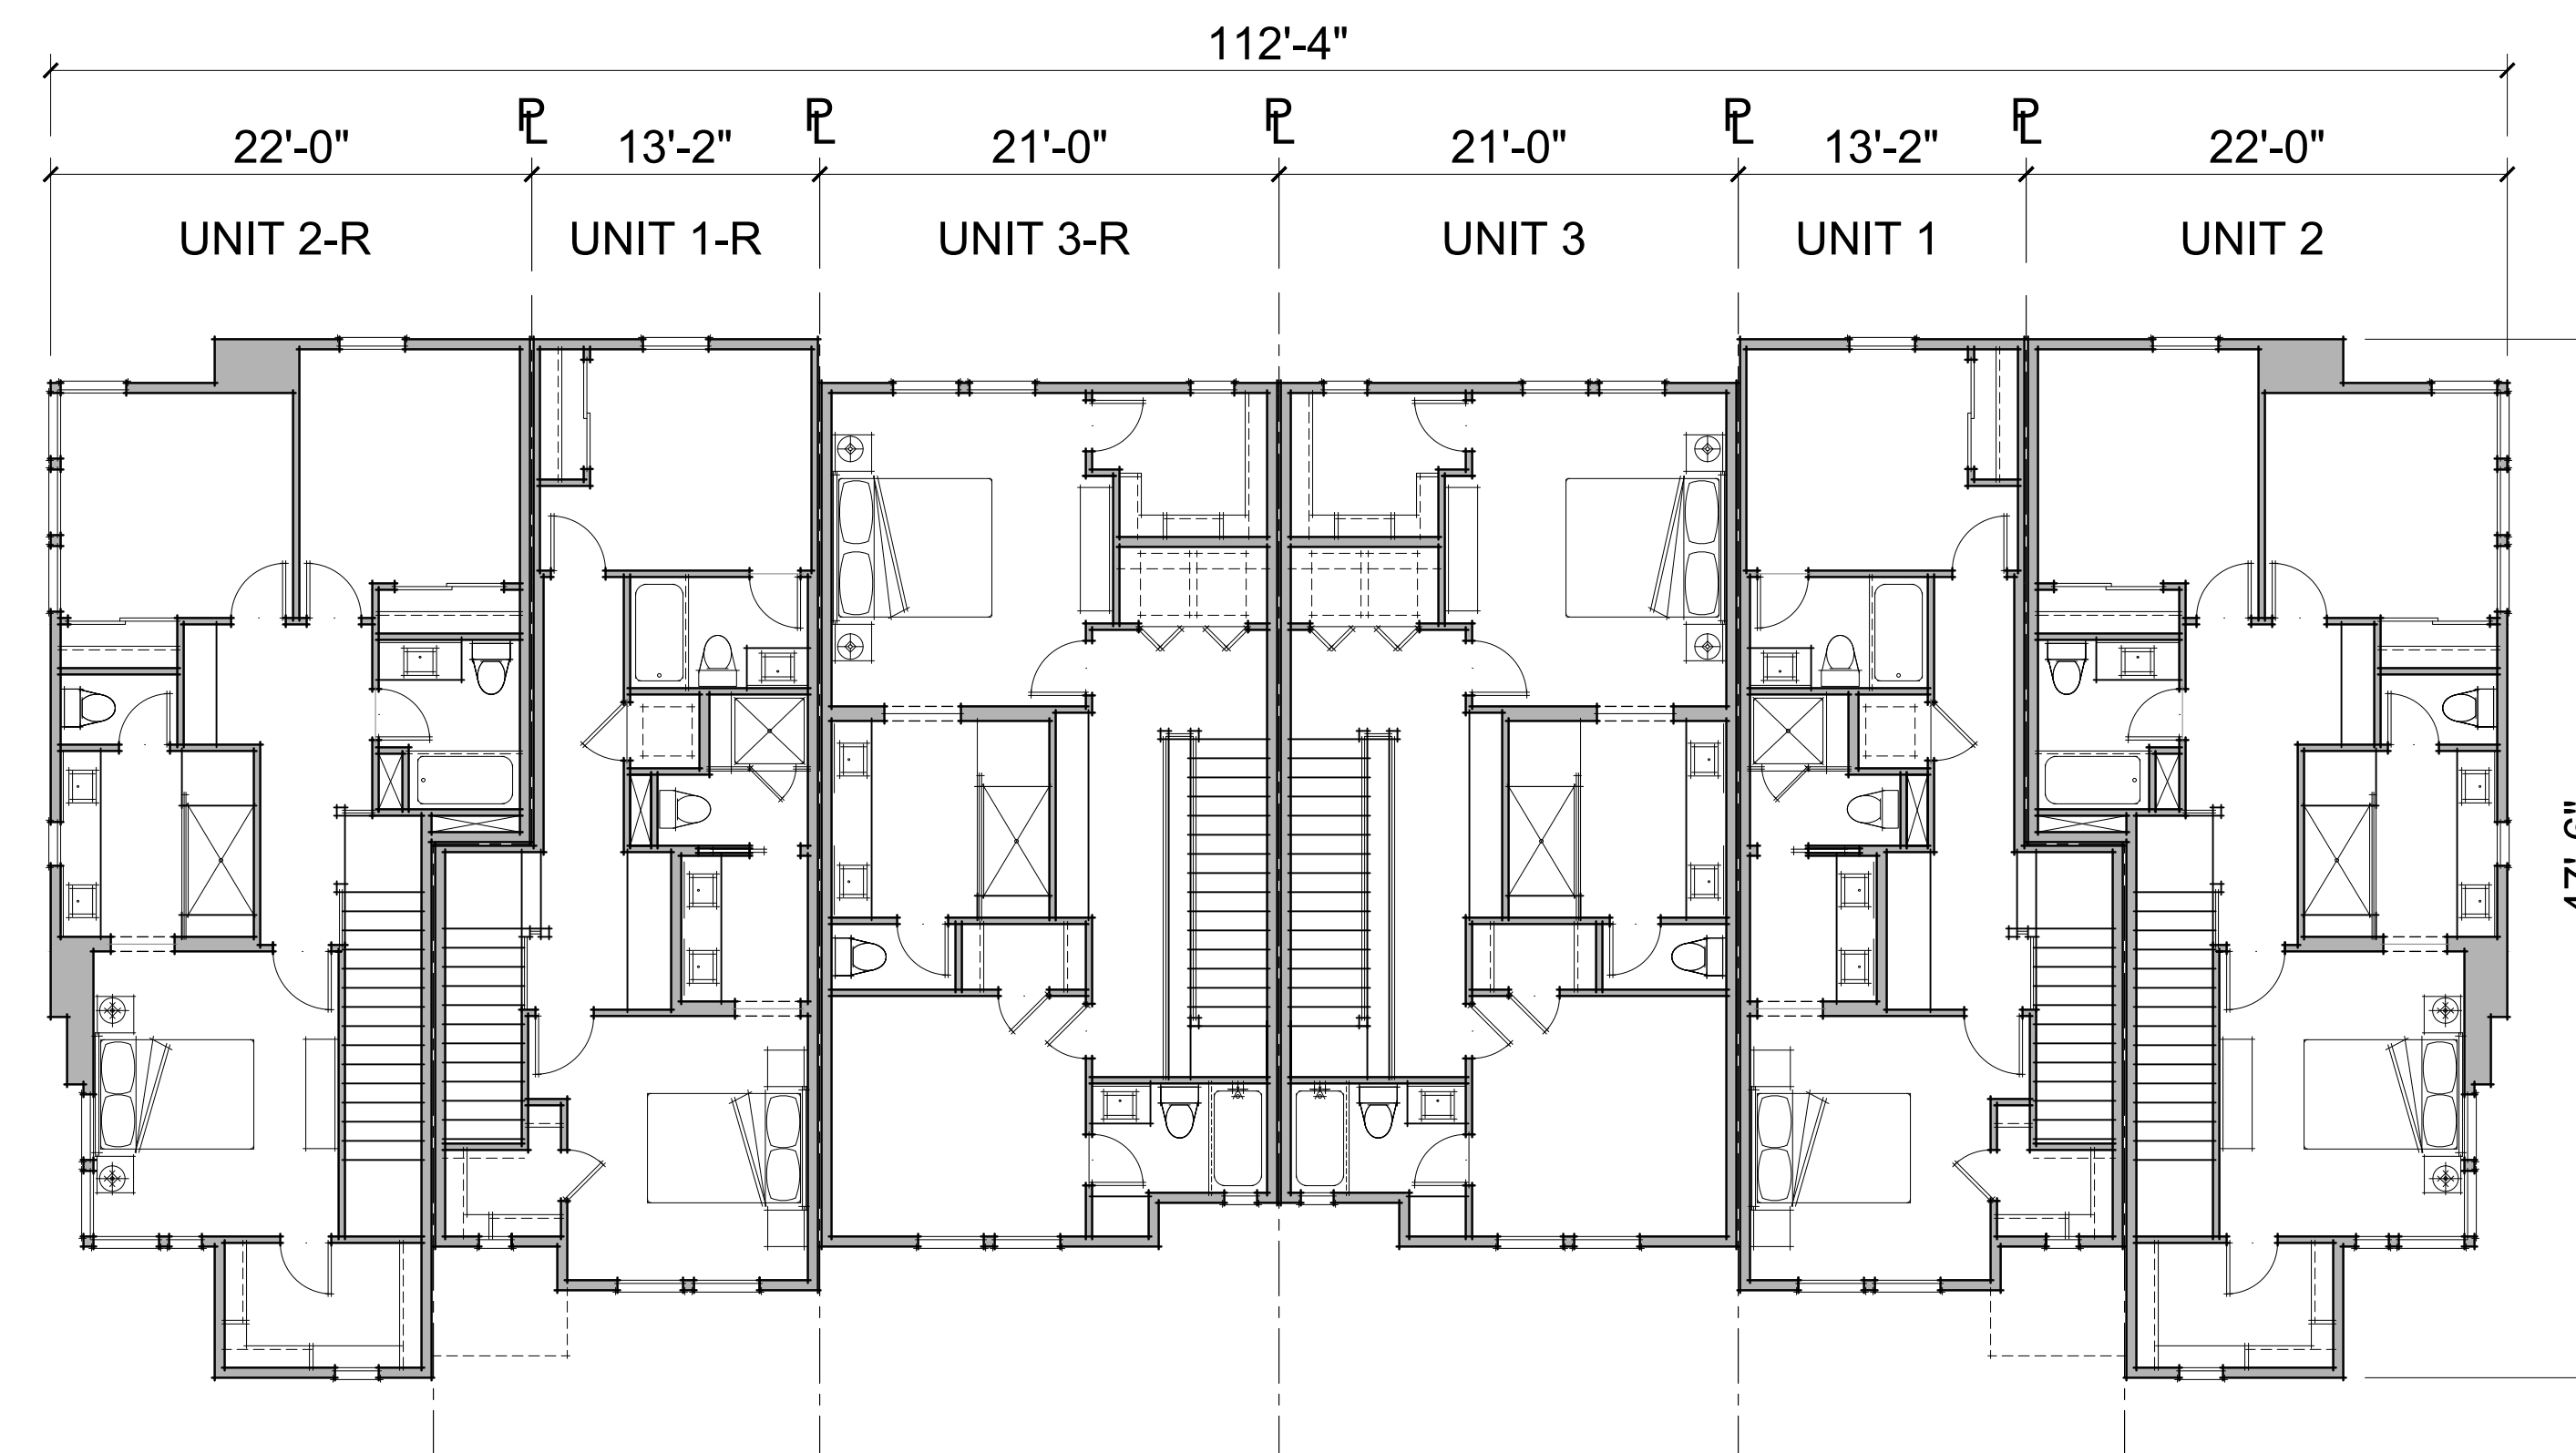 112'-4"
PL PL PL PL PL
22'-0" 13'-2" 21'-0" 21'-0" 13'-2" 22'-0"
UNIT 2-R UNIT 1-R UNIT 3-R UNIT 3 UNIT 1 UNIT 2